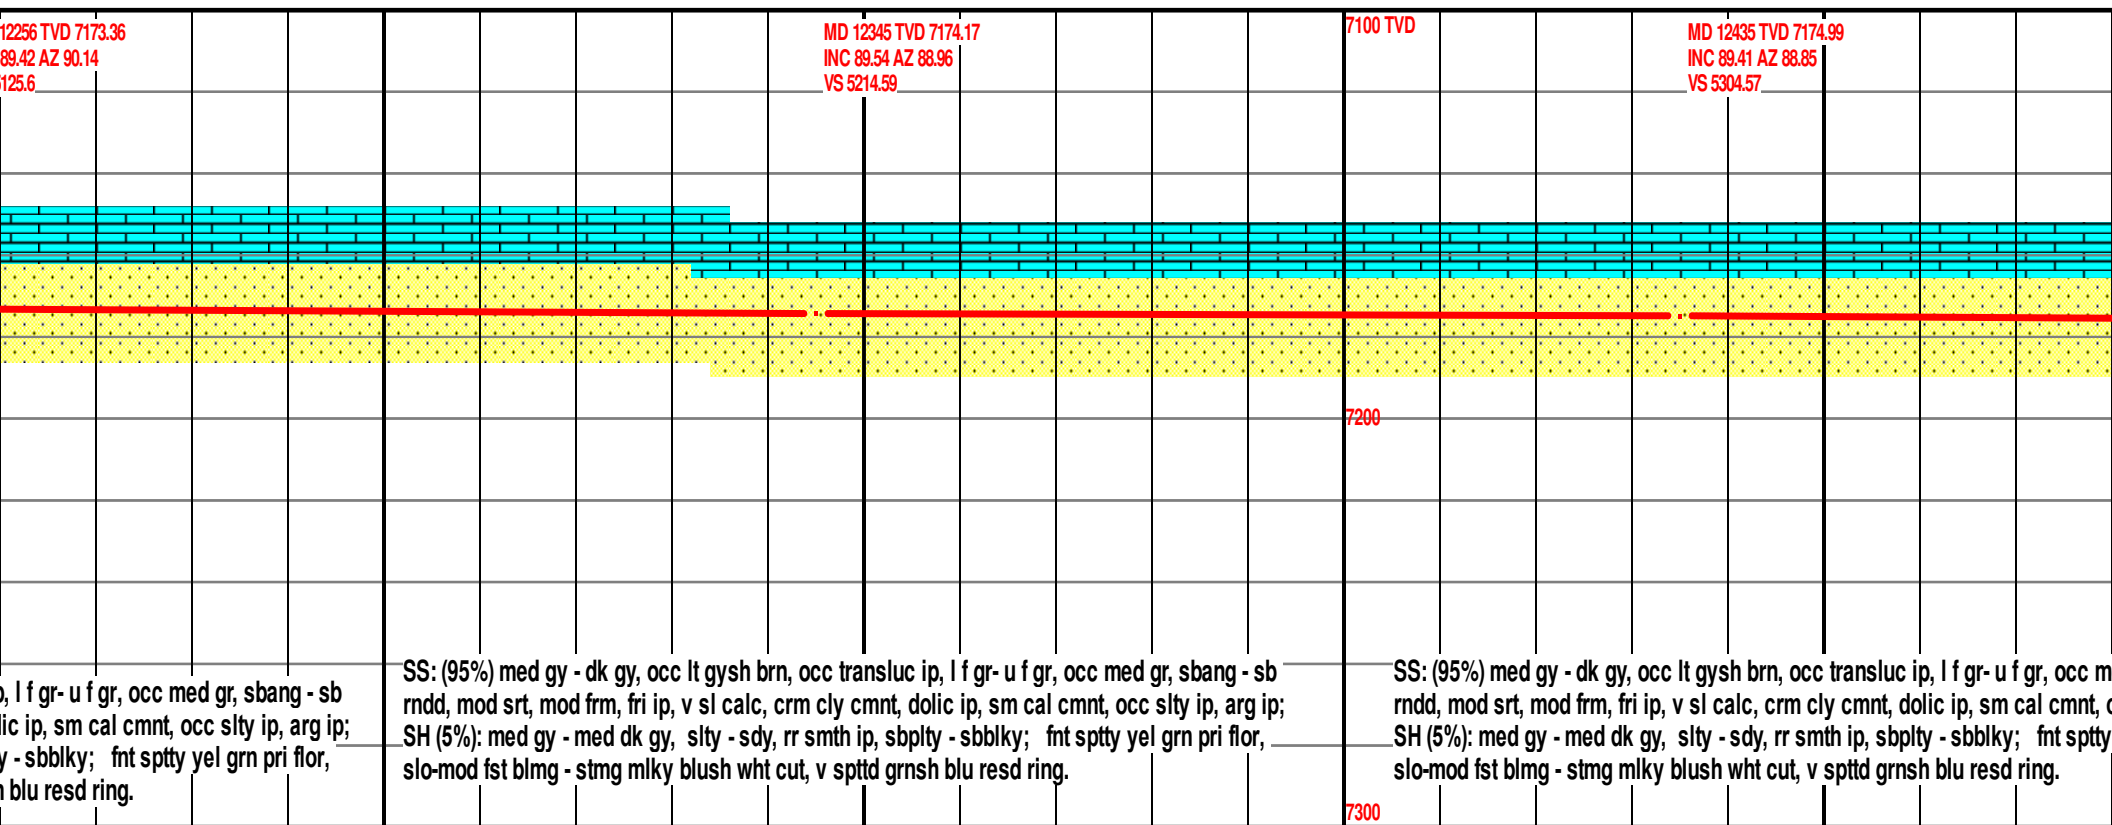 12256 TVD 7173.36
89.42 AZ 90.14
5125.6
MD 12345 TVD 7174.17
INC 89.54 AZ 88.96
VS 5214.59
7100 TVD
MD 12435 TVD 7174.99
INC 89.41 AZ 88.85
VS 5304.57
7200
, l f gr- u f gr, occ med gr, sbang - sb
lic ip, sm cal cmnt, occ slty ip, arg ip;
y - sbblky;   fnt sptty yel grn pri flor,
blu resd ring.
SS: (95%) med gy - dk gy, occ lt gysh brn, occ transluc ip, l f gr- u f gr, occ med gr, sbang - sb
rndd, mod srt, mod frm, fri ip, v sl calc, crm cly cmnt, dolic ip, sm cal cmnt, occ slty ip, arg ip;
SH (5%): med gy - med dk gy,  slty - sdy, rr smth ip, sbplty - sbblky;   fnt sptty yel grn pri flor,
slo-mod fst blmg - stmg mlky blush wht cut, v spttd grnsh blu resd ring.
SS: (95%) med gy - dk gy, occ lt gysh brn, occ transluc ip, l f gr- u f gr, occ m
rndd, mod srt, mod frm, fri ip, v sl calc, crm cly cmnt, dolic ip, sm cal cmnt,
SH (5%): med gy - med dk gy,  slty - sdy, rr smth ip, sbplty - sbblky;   fnt sptty
slo-mod fst blmg - stmg mlky blush wht cut, v spttd grnsh blu resd ring.
7300